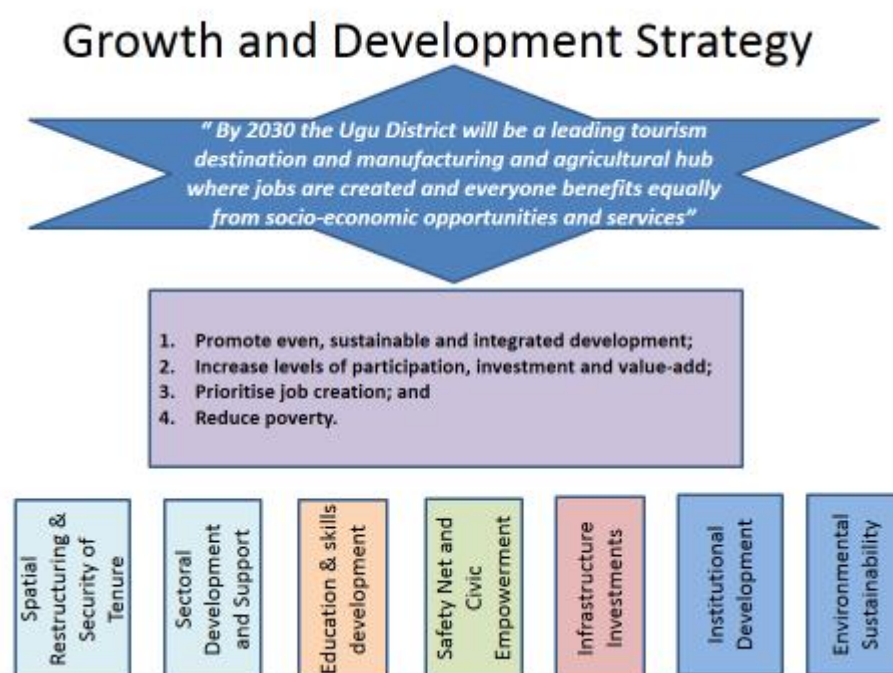 Growth and Development Strategy
“ By 2030 the Ugu District will be a leading tourism
destination and manufacturing and agricultural hub
where jobs are created and everyone benefits equally
from socio-economic opportunities and services”
1. Promote even, sustainable and integrated development;
2. Increase levels of participation, investment and value-add;
3. Prioritise job creation; and
4. Reduce poverty.
Spatial
Restructuring &
Security of
Tenure
Sectoral
Development
and Support
Education & skills
development
Safety Net and
Civic
Empowerment
Infrastructure
Investments
Institutional
Development
Environmental
Sustainability